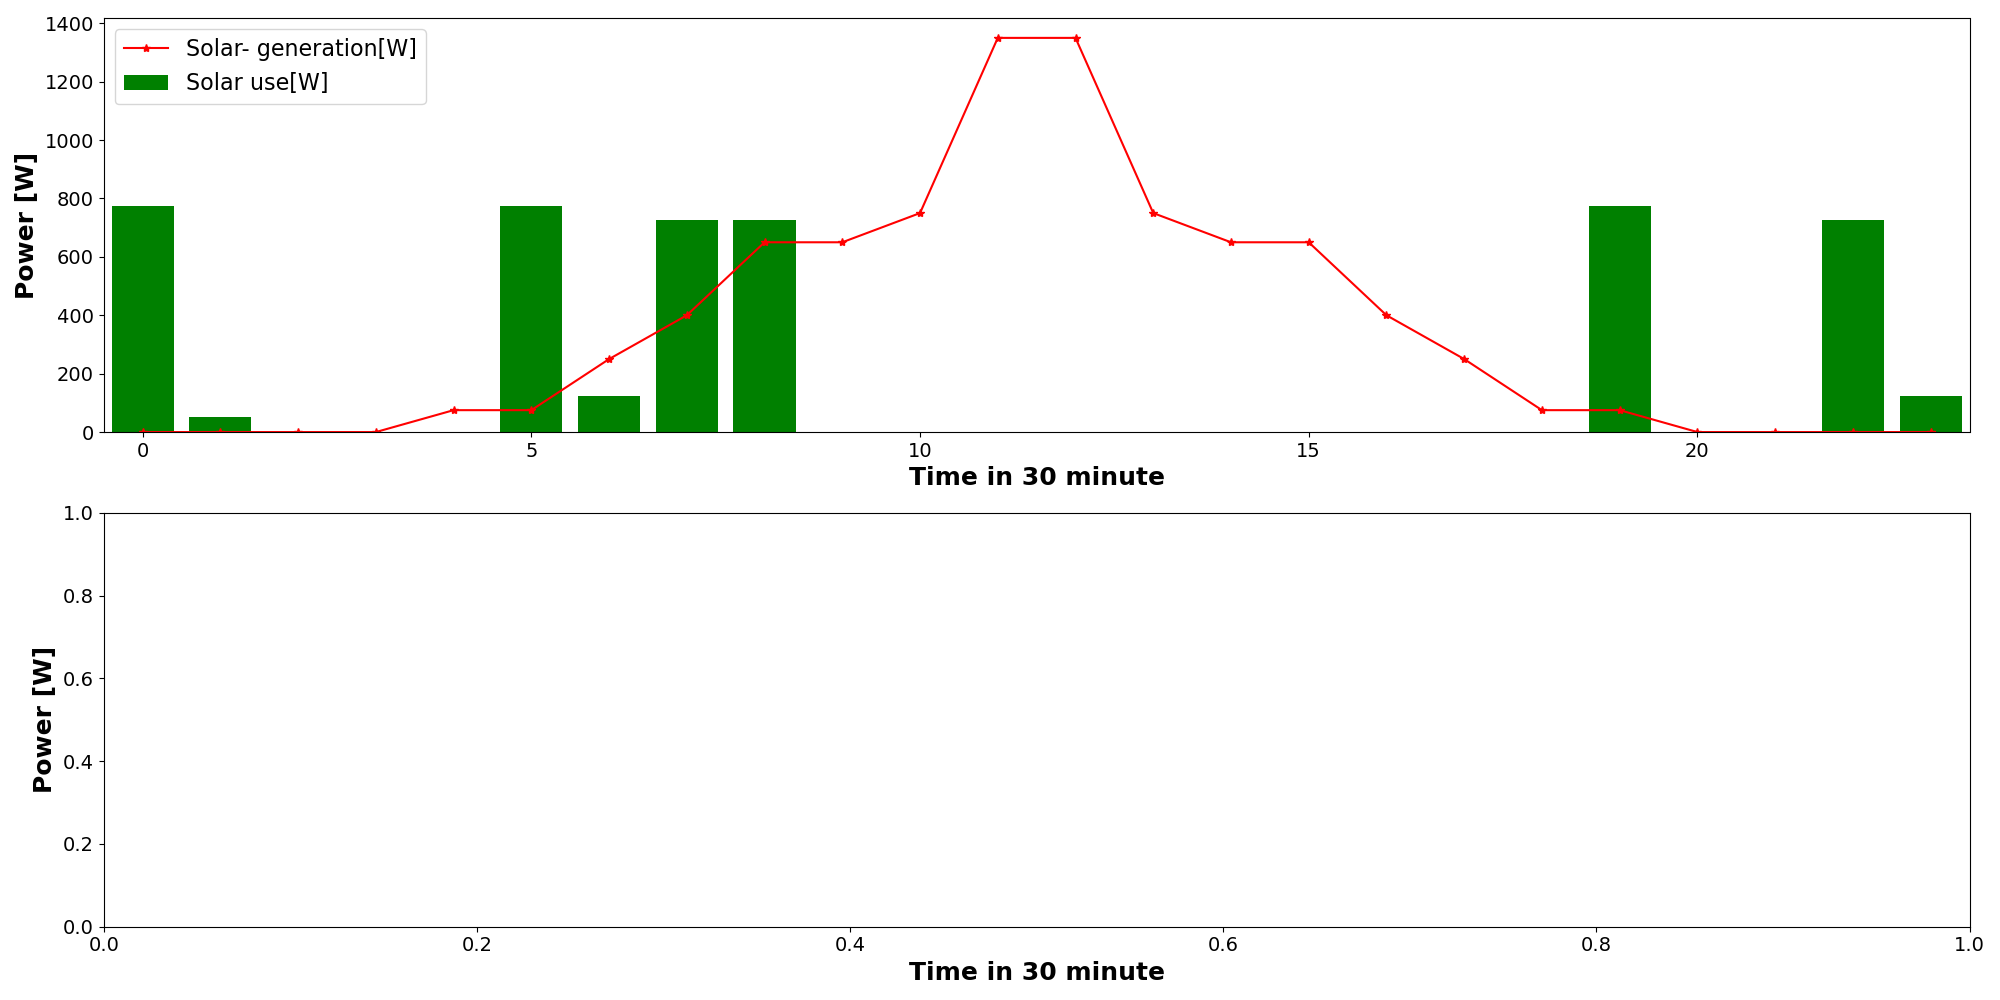 1400
1200
1000
800
600
400
200
0
Power [W]
Solar- generation[W]
Solar use[W]
0 5 10 15 20
Time in 30 minute
1.0
0.8
0.6
0.4
0.2
0.0
Power [W]
0.0 0.2 0.4 0.6 0.8 1.0
Time in 30 minute